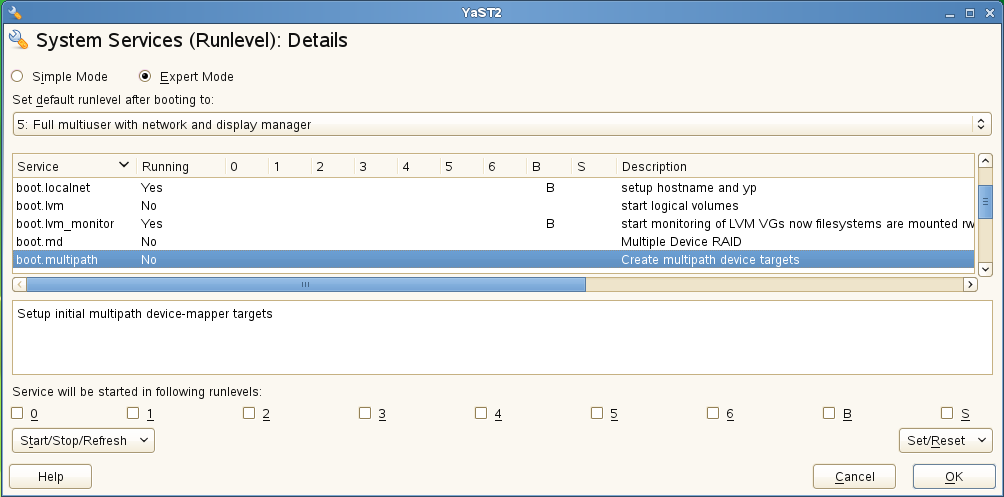 YaST2
System Services (Runlevel): Details
Simple Mode Expert Mode
Set default runlevel after booting to:
5: Full multiuser with network and display manager
Service Running 0 1 2 3 4 5 6 B S Description
boot.localnet Yes B setup hostname and yp
boot.lvm No start logical volumes
boot.lvm_monitor Yes B start monitoring of LVM VGs now filesystems are mounted rw
boot.md No Multiple Device RAID
boot.multipath No Create multipath device targets
Setup initial multipath device-mapper targets
Service will be started in following runlevels:
0 1 2 3 4 5 6 B S
Start/Stop/Refresh Set/Reset
Help Cancel OK